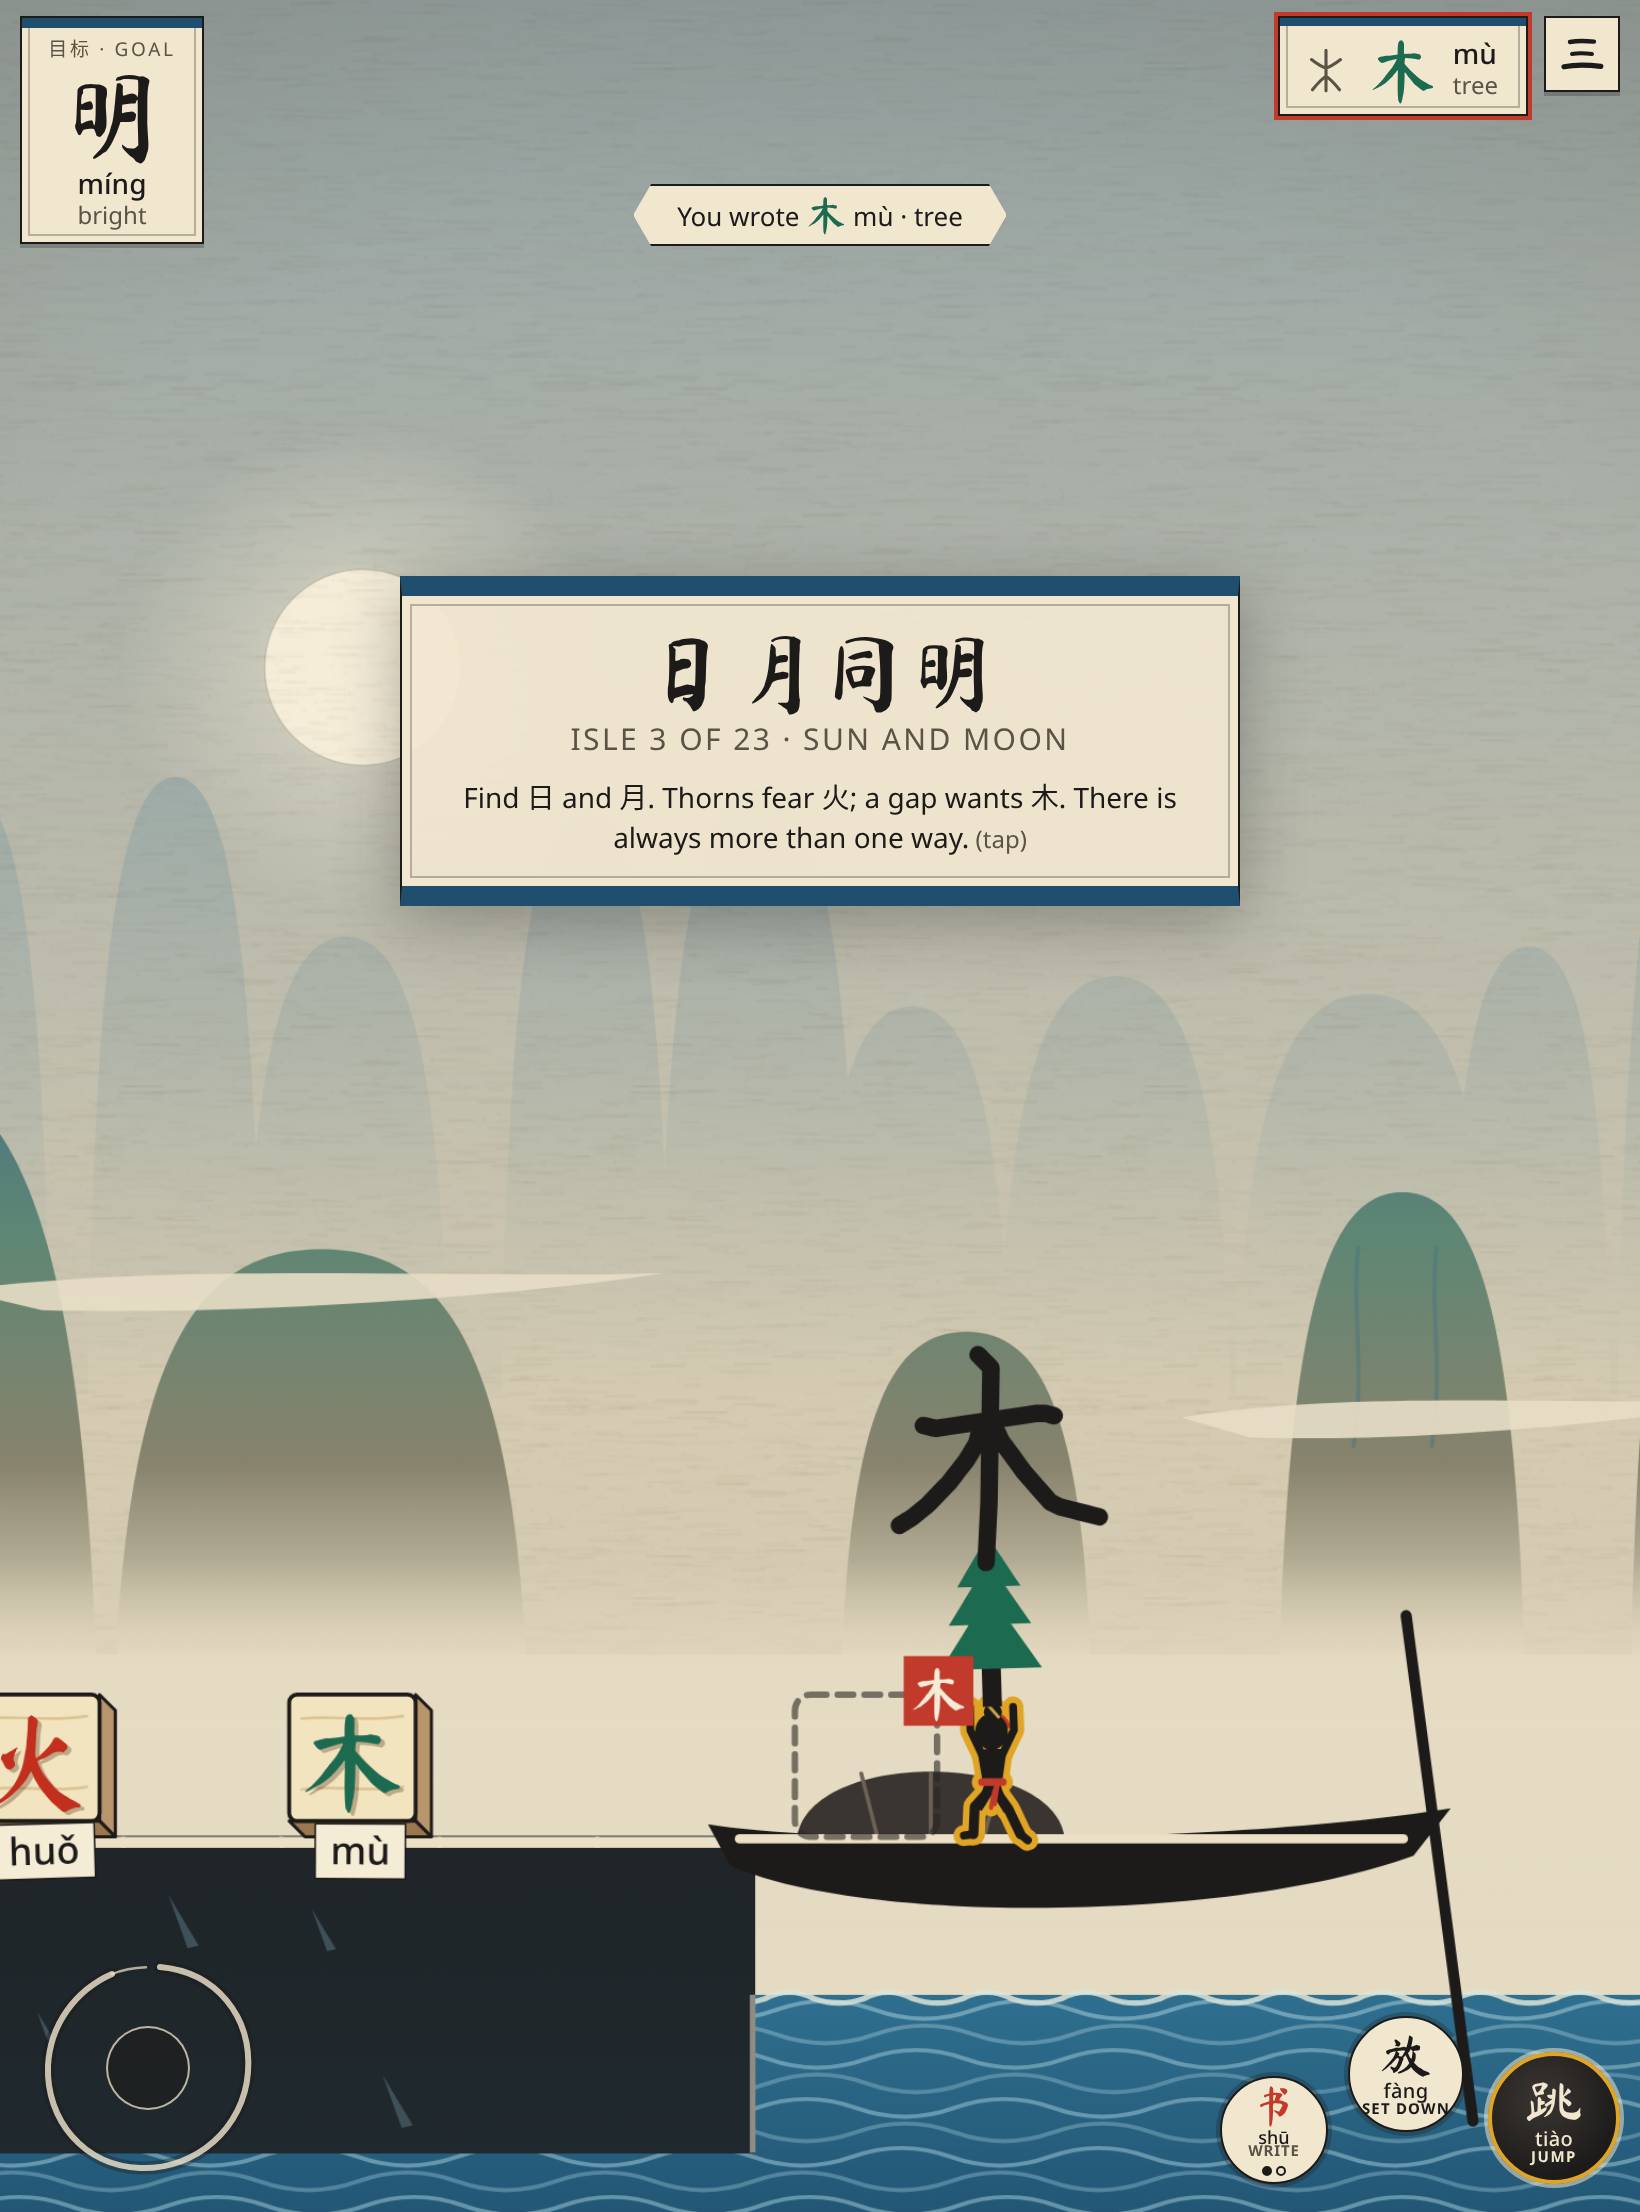 目标 · GOAL
明
míng
bright
木
mù
tree
三
You wrote 木 mù · tree
日月同明
ISLE 3 OF 23 · SUN AND MOON
Find 日 and 月. Thorns fear 火; a gap wants 木. There is
always more than one way. (tap)
木
木
火
huǒ
木
mù
放
fàng
SET DOWN
书
shū
WRITE
跳
tiào
JUMP